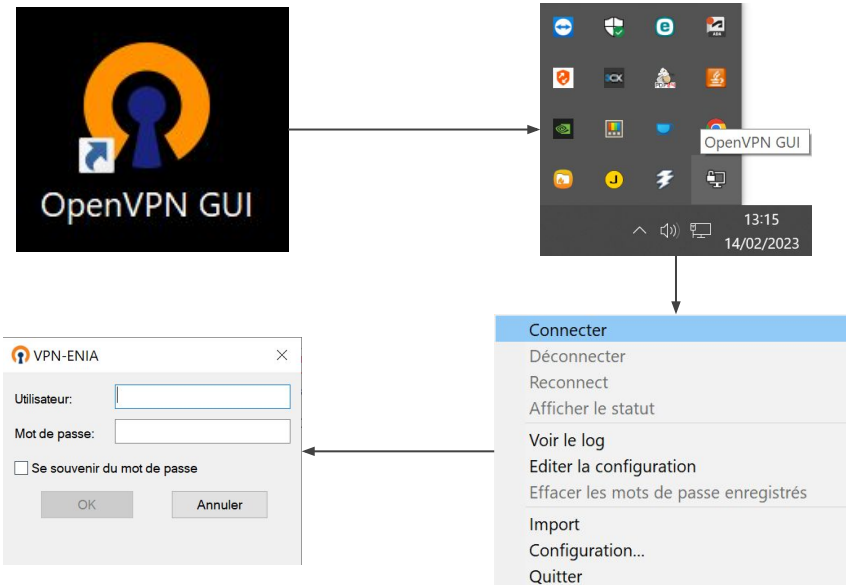 OpenVPN GUI
OpenVPN GUI
13:15
14/02/2023
Connecter
Déconnecter
Reconnect
Afficher le statut
Voir le log
Editer la configuration
Effacer les mots de passe enregistrés
Import
Configuration...
Quitter
VPN-ENIA
Utilisateur:
Mot de passe:
Se souvenir du mot de passe
OK
Annuler